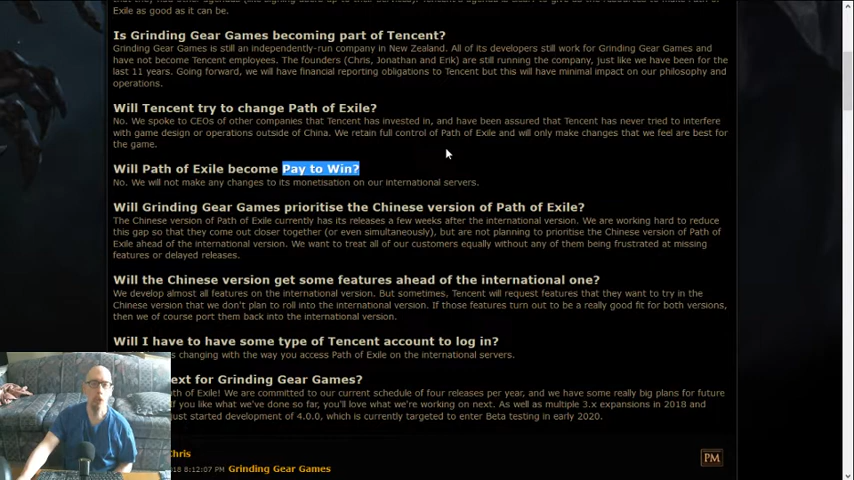 Exile as good as it can be.
Is Grinding Gear Games becoming part of Tencent?
Grinding Gear Games is still an independently-run company in New Zealand. All of its developers still work for Grinding Gear Games and
have not become Tencent employees. The founders (Chris, Jonathan and Erik) are still running the company, just like we have been for the
last 11 years. Going forward, we will have financial reporting obligations to Tencent but this will have minimal impact on our philosophy and
operations.
Will Tencent try to change Path of Exile?
No. We spoke to CEOs of other companies that Tencent has invested in, and have been assured that Tencent has never tried to interfere
with game design or operations outside of China. We retain full control of Path of Exile and will only make changes that we feel are best for
the game.
Will Path of Exile become Pay to Win?
No. We will not make any changes to its monetisation on our international servers.
Will Grinding Gear Games prioritise the Chinese version of Path of Exile?
The Chinese version of Path of Exile currently has its releases a few weeks after the international version. We are working hard to reduce
this gap so that they come out closer together (or even simultaneously), but are not planning to prioritise the Chinese version of Path of
Exile ahead of the international version. We want to treat all of our customers equally without any of them being frustrated at missing
features or delayed releases.
Will the Chinese version get some features ahead of the international one?
We develop almost all features on the international version. But sometimes, Tencent will request features that they want to try in the
Chinese version that we don't plan to roll into the international version. If those features turn out to be a really good fit for both versions,
then we of course port them back into the international version.
Will I have to have some type of Tencent account to log in?
changing with the way you access Path of Exile on the international servers.
ext for Grinding Gear Games?
of Exile! We are committed to our current schedule of four releases per year, and we have some really big plans for future
If you like what we've done so far, you'll love what we're working on next. As well as multiple 3.x expansions in 2018 and
just started development of 4.0.0, which is currently targeted to enter Beta testing in early 2020.
Chris
PM
2018 8:12:07 PM Grinding Gear Games